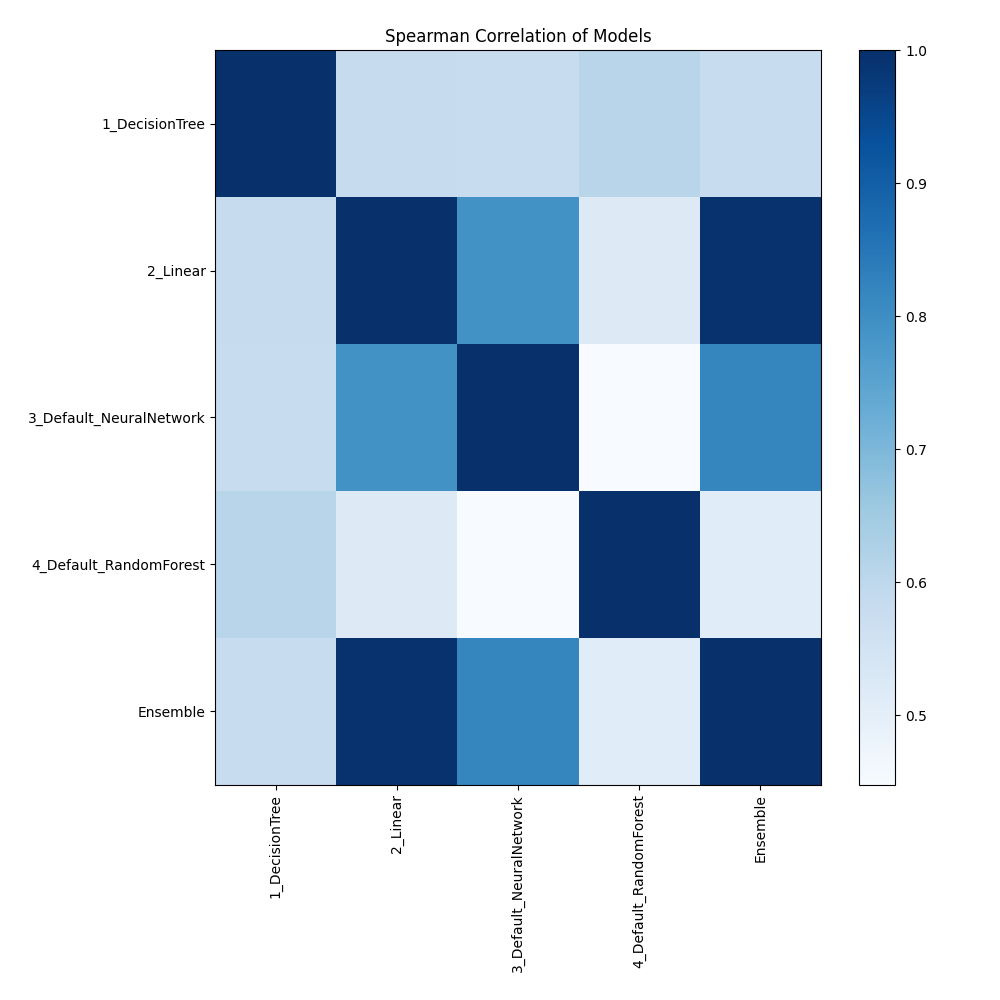 Spearman Correlation of Models
1_DecisionTree
2_Linear
3_Default_NeuralNetwork
4_Default_RandomForest
Ensemble
1_DecisionTree
2_Linear
3_Default_NeuralNetwork
4_Default_RandomForest
Ensemble
1.0
0.9
0.8
0.7
0.6
0.5